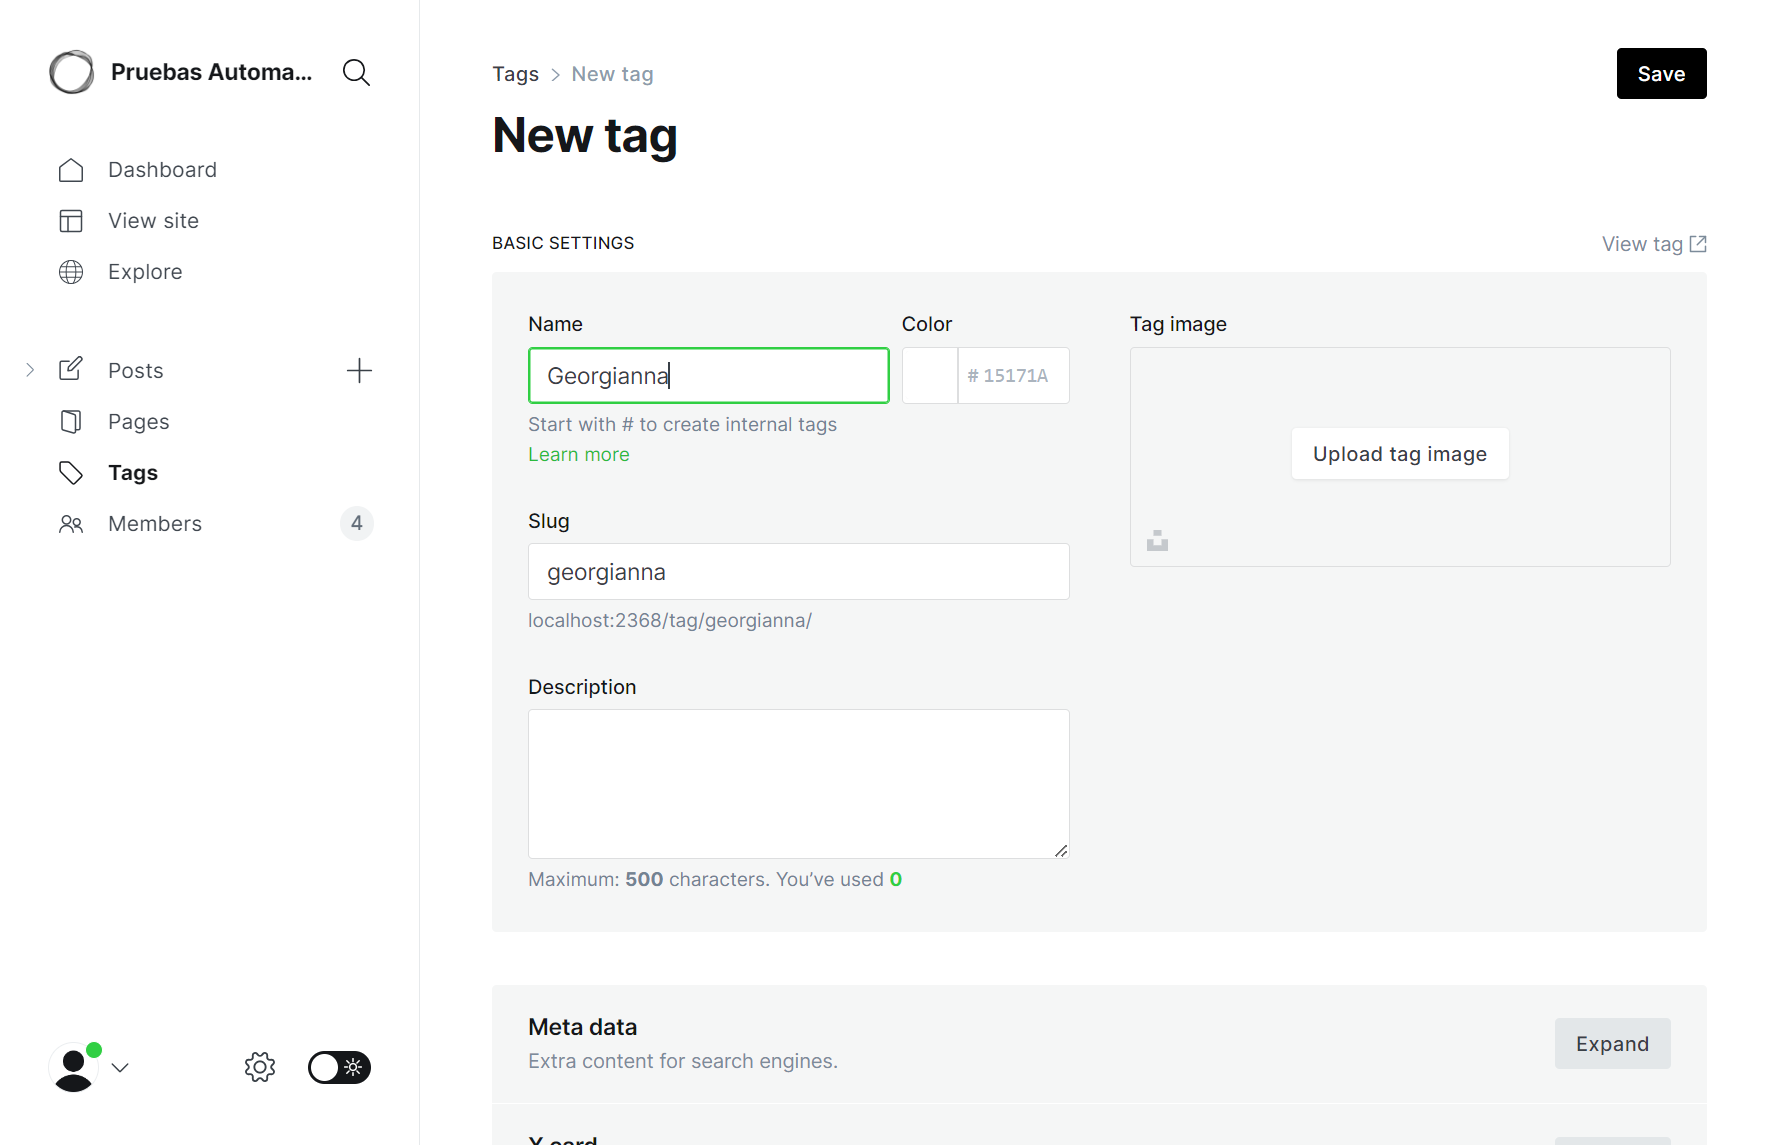 Pruebas Automa...
Dashboard
View site
Explore
Posts
Pages
Tags
Members
4
Tags > New tag
Save
New tag
BASIC SETTINGS
View tag
Name
Georgianna
Start with # to create internal tags
Learn more
Color
# 15171A
Tag image
Upload tag image
Slug
georgianna
localhost:2368/tag/georgianna/
Description
Maximum: 500 characters. You’ve used 0
Meta data
Extra content for search engines.
Expand
X card